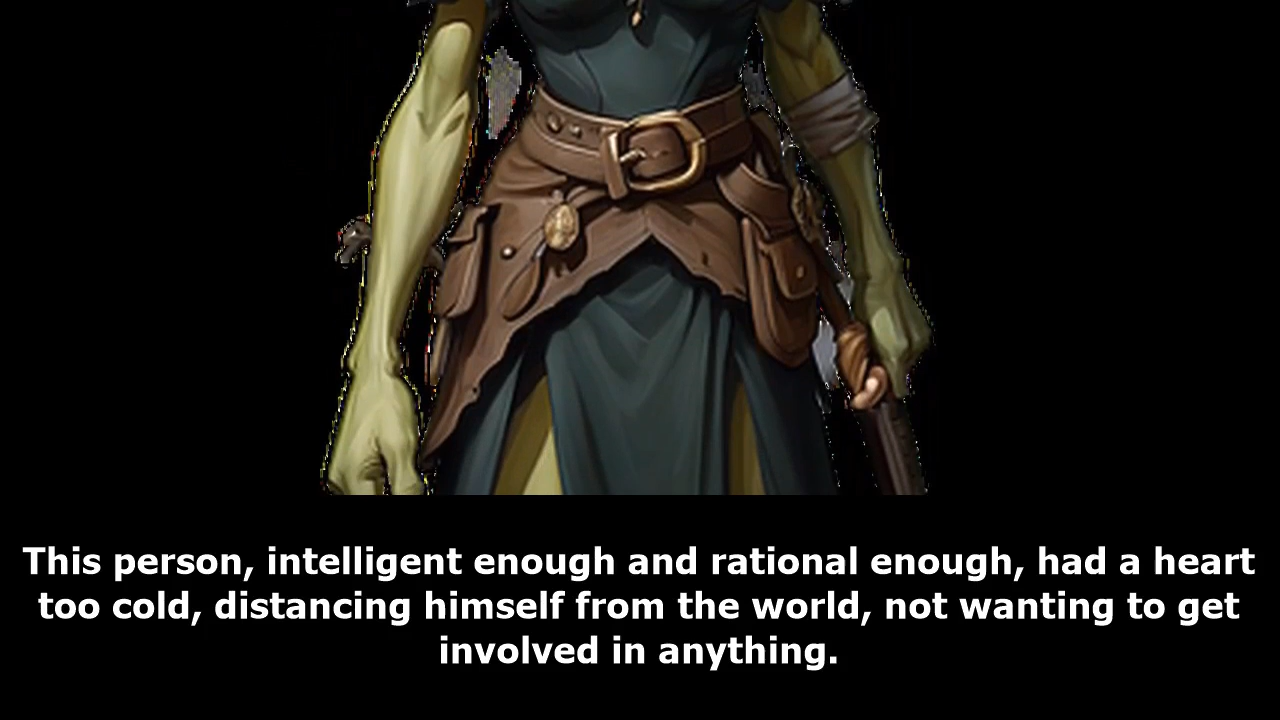 This person, intelligent enough and rational enough, had a heart
too cold, distancing himself from the world, not wanting to get
involved in anything.